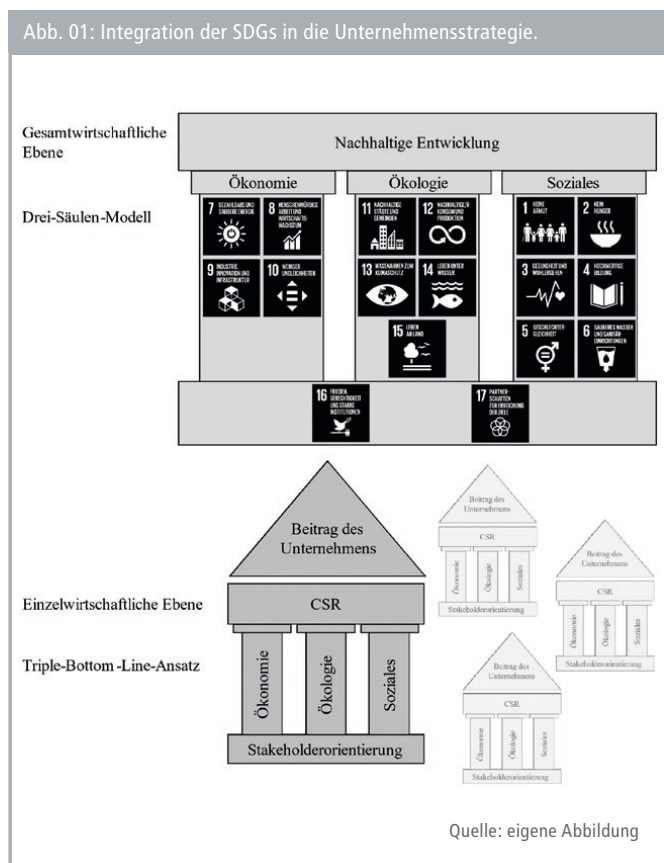 Abb. 01: Integration der SDGs in die Unternehmensstrategie.
Gesamtwirtschaftliche
Ebene
Nachhaltige Entwicklung
Drei-Säulen-Modell
Ökonomie
Ökologie
Soziales
7 BEZAHLBARE UND
SAUBERE ENERGIE
8 MENSCHENWÜRDIGE
ARBEIT UND
WIRTSCHAFTS
WACHSTUM
9 INDUSTRIE,
INNOVATION UND
INFRASTRUKTUR
10 WENIGER
UNGLEICHHEITEN
11 NACHHALTIGE
STÄDTE UND
GEMEINDEN
12 NACHHALTIGE/R
KONSUM UND
PRODUKTION
13 MASSNAHMEN ZUM
KLIMASCHUTZ
14 LEBEN UNTER
WASSER
15 LEBEN
AN LAND
1 KEINE
ARMUT
2 KEIN
HUNGER
3 GESUNDHEIT UND
WOHLERGEHEN
4 HOCHWERTIGE
BILDUNG
5 GESCHLECHTER-
GLEICHHEIT
6 SAUBERES WASSER
UND SANITÄR-
EINRICHTUNGEN
16 FRIEDEN,
GERECHTIGKEIT
UND STARKE
INSTITUTIONEN
17 PARTNER-
SCHAFTEN
ZUR ERREICHUNG
DER ZIELE
Einzelwirtschaftliche Ebene
Triple-Bottom-Line-Ansatz
Beitrag des
Unternehmens
CSR
Ökonomie
Ökologie
Soziales
Stakeholderorientierung
Beitrag des
Unternehmens
CSR
Ökonomie
Ökologie
Soziales
Stakeholderorientierung
Beitrag des
Unternehmens
CSR
Ökonomie
Ökologie
Soziales
Stakeholderorientierung
Beitrag des
Unternehmens
CSR
Ökonomie
Ökologie
Soziales
Stakeholderorientierung
Quelle: eigene Abbildung